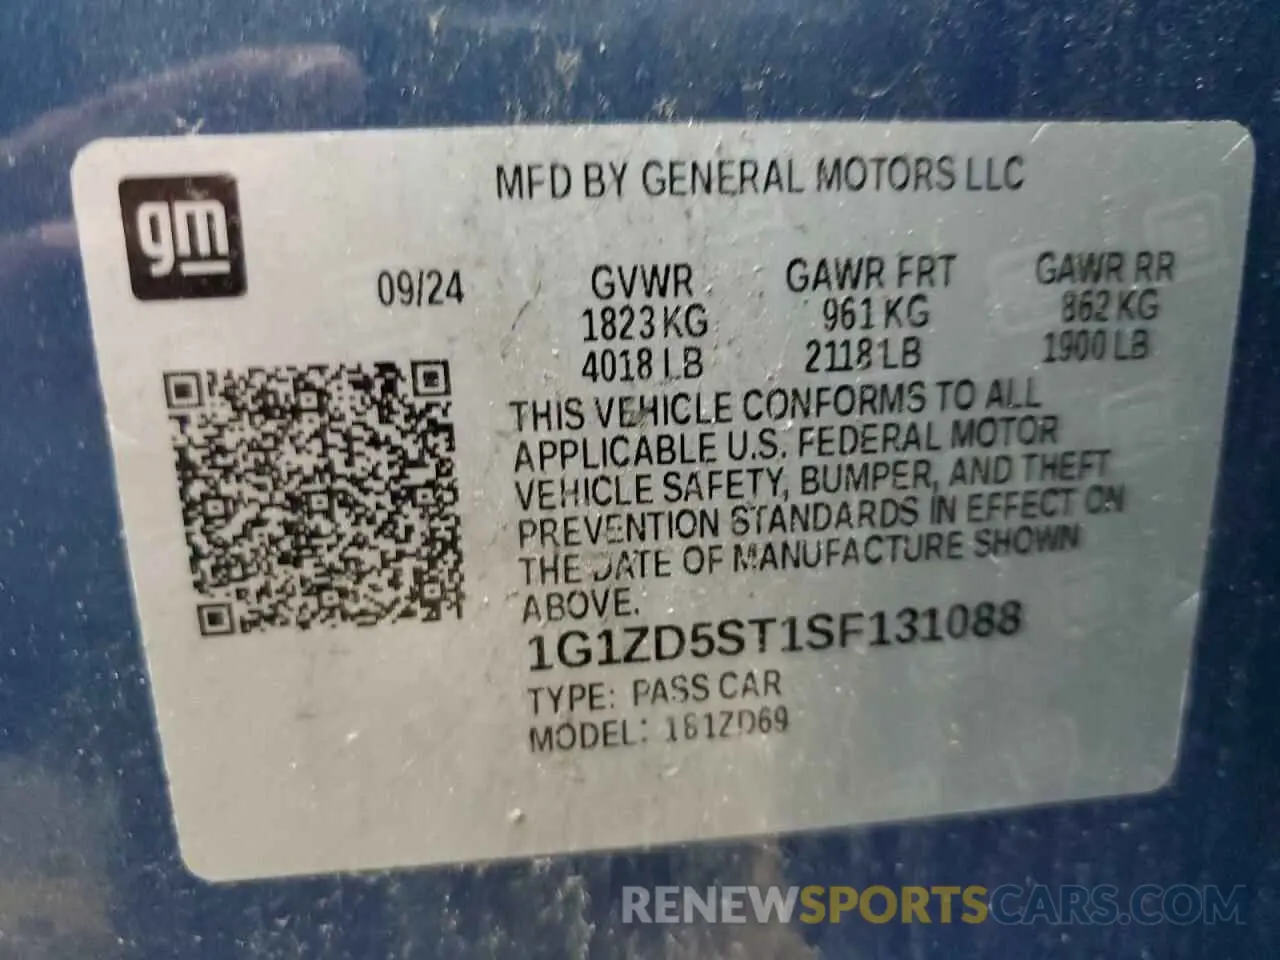 MFD BY GENERAL MOTORS LLC
gm
09/24
GVWR GAWR FRT GAWR RR
1823 KG 961 KG 862 KG
4018 LB 2118 LB 1900 LB
THIS VEHICLE CONFORMS TO ALL
APPLICABLE U.S. FEDERAL MOTOR
VEHICLE SAFETY, BUMPER, AND THEFT
PREVENTION STANDARDS IN EFFECT ON
THE DATE OF MANUFACTURE SHOWN
ABOVE.
1G1ZD5ST1SF131088
TYPE: PASS CAR
MODEL: 1G1ZD69
RENEWSPORTSCARS.COM